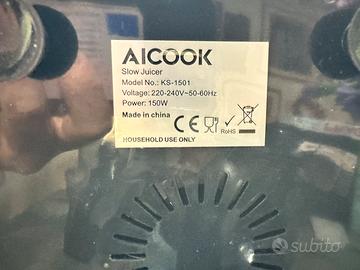 AICOOK
Slow Juicer
Model No.: KS-1501
Voltage: 220-240V~50-60Hz
Power: 150W
Made in china
CE
RoHS
HOUSEHOLD USE ONLY
subito